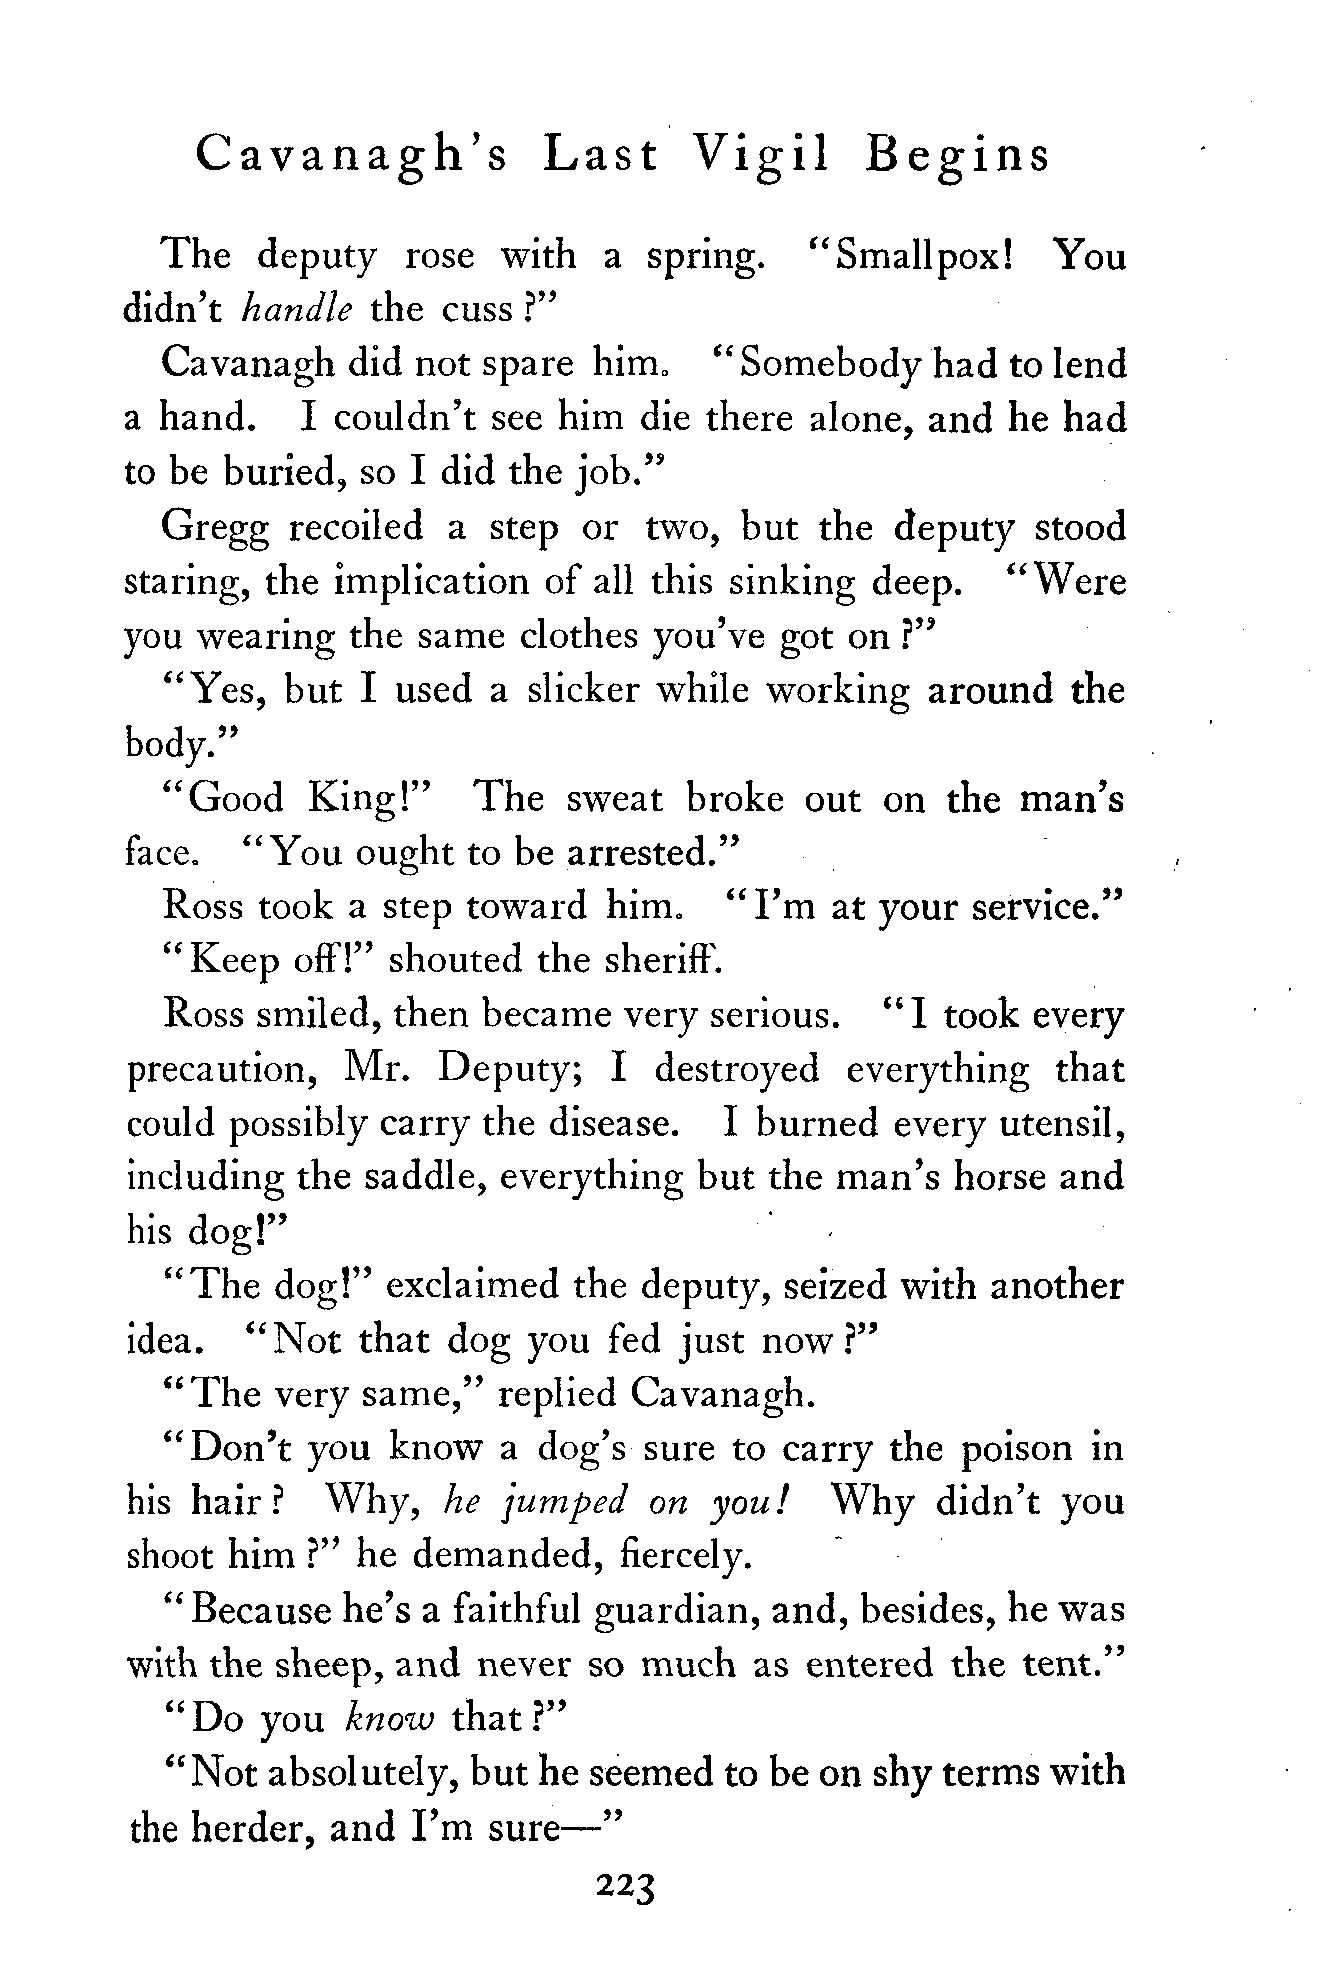 Cavanagh's Last Vigil Begins
The deputy rose with a spring. “Smallpox! You
didn't handle the cuss?”
Cavanagh did not spare him. “Somebody had to lend
a hand. I couldn't see him die there alone, and he had
to be buried, so I did the job.”
Gregg recoiled a step or two, but the deputy stood
staring, the implication of all this sinking deep. “Were
you wearing the same clothes you've got on?”
“Yes, but I used a slicker while working around the
body.”
“Good King!” The sweat broke out on the man's
face. “You ought to be arrested.”
Ross took a step toward him. “I'm at your service.”
“Keep off!” shouted the sheriff.
Ross smiled, then became very serious. “I took every
precaution, Mr. Deputy; I destroyed everything that
could possibly carry the disease. I burned every utensil,
including the saddle, everything but the man's horse and
his dog!”
“The dog!” exclaimed the deputy, seized with another
idea. “Not that dog you fed just now?”
“The very same,” replied Cavanagh.
“Don't you know a dog's sure to carry the poison in
his hair? Why, he jumped on you! Why didn't you
shoot him?” he demanded, fiercely.
“Because he's a faithful guardian, and, besides, he was
with the sheep, and never so much as entered the tent.”
“Do you know that?”
“Not absolutely, but he seemed to be on shy terms with
the herder, and I'm sure—”
223